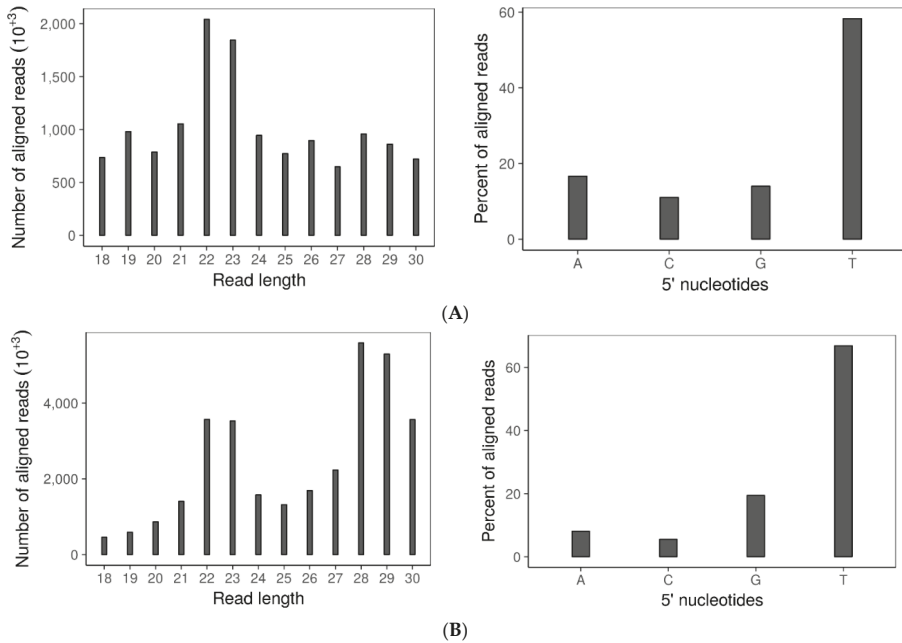 Number of aligned reads (10+3)
2,000
1,500
1,000
500
0
18 19 20 21 22 23 24 25 26 27 28 29 30
Read length
Percent of aligned reads
60
40
20
0
A C G T
5' nucleotides
(A)
Number of aligned reads (10+3)
4,000
2,000
0
18 19 20 21 22 23 24 25 26 27 28 29 30
Read length
Percent of aligned reads
60
40
20
0
A C G T
5' nucleotides
(B)